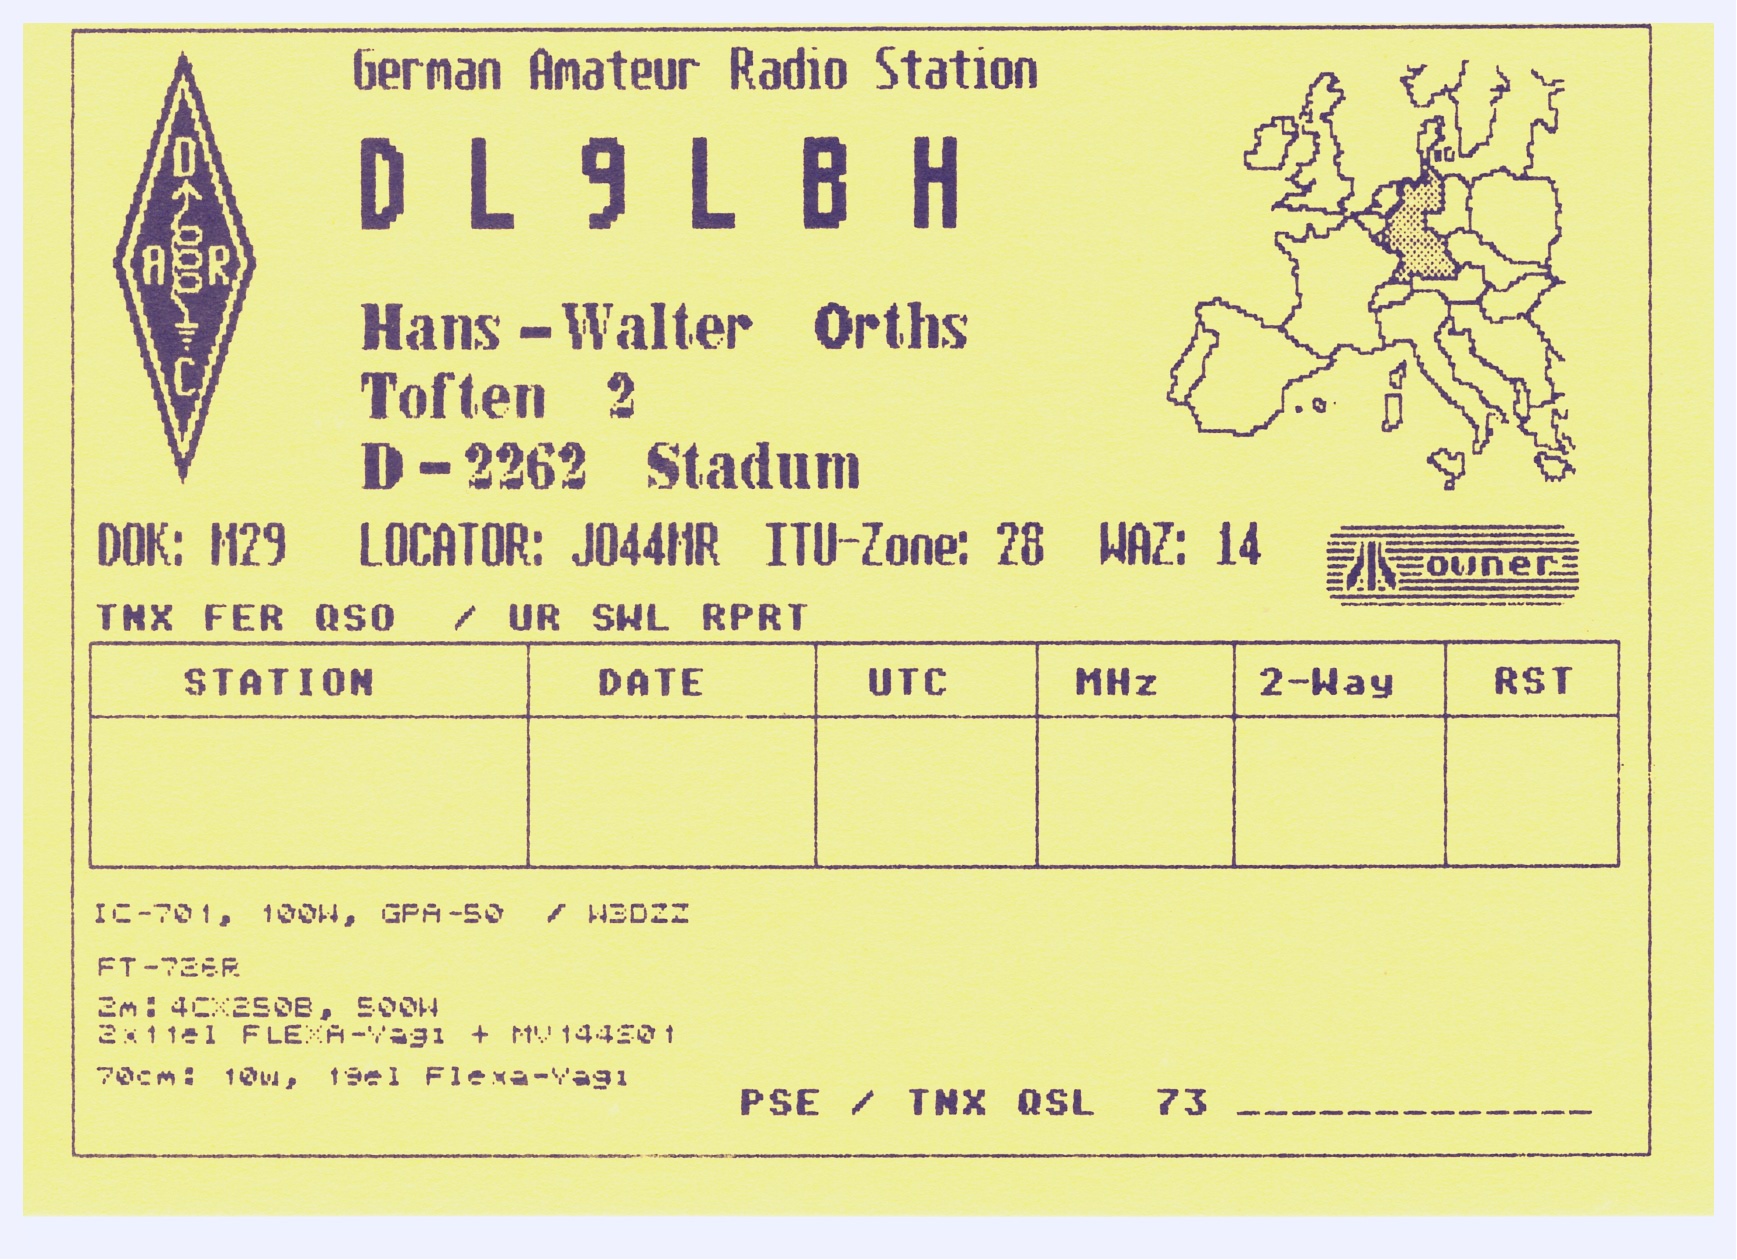 German Amateur Radio Station
DL9LBH
D
A R
C
Hans-Walter Orths
Toften 2
D-2262 Stadum
DOK: M29 LOCATOR: JO44MR ITU-Zone: 28 WAZ: 14
owner
TNX FER QSO / UR SWL RPRT
STATION DATE UTC MHz 2-Way RST
IC-701, 100W, GPA-50 / W3DZZ
FT-726R
2m: 4CX250B, 500W
2x11el FLEXA-Yagi + MV144S01
70cm: 10W, 19el Flexa-Yagi
PSE / TNX QSL 73 _____________